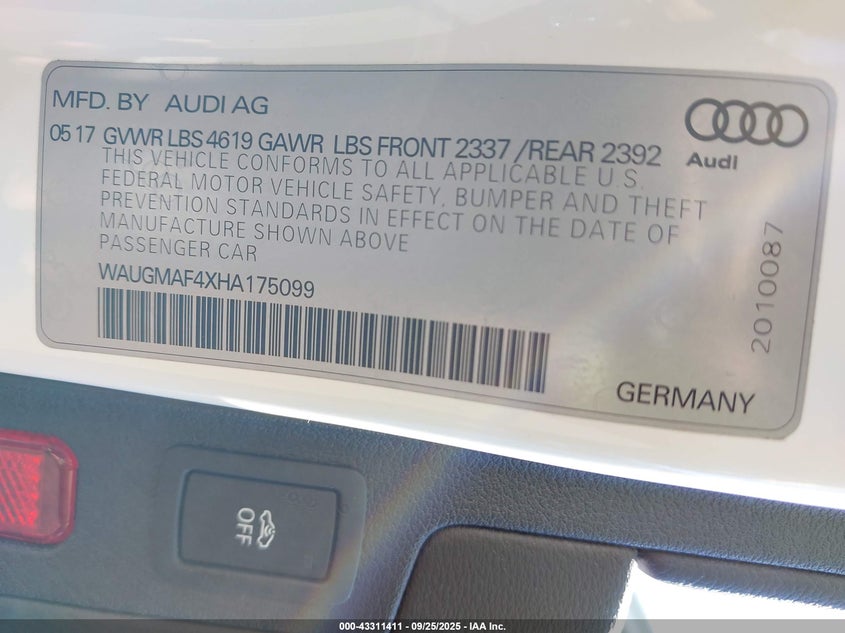 MFD. BY AUDI AG
05 17 GVWR LBS 4619 GAWR LBS FRONT 2337 /REAR 2392
THIS VEHICLE CONFORMS TO ALL APPLICABLE U.S.
FEDERAL MOTOR VEHICLE SAFETY, BUMPER AND THEFT
PREVENTION STANDARDS IN EFFECT ON THE DATE OF
MANUFACTURE SHOWN ABOVE
PASSENGER CAR
WAUGMAF4XHA175099
Audi
2010087
GERMANY
OFF
000-43311411 - 09/25/2025 - IAA Inc.